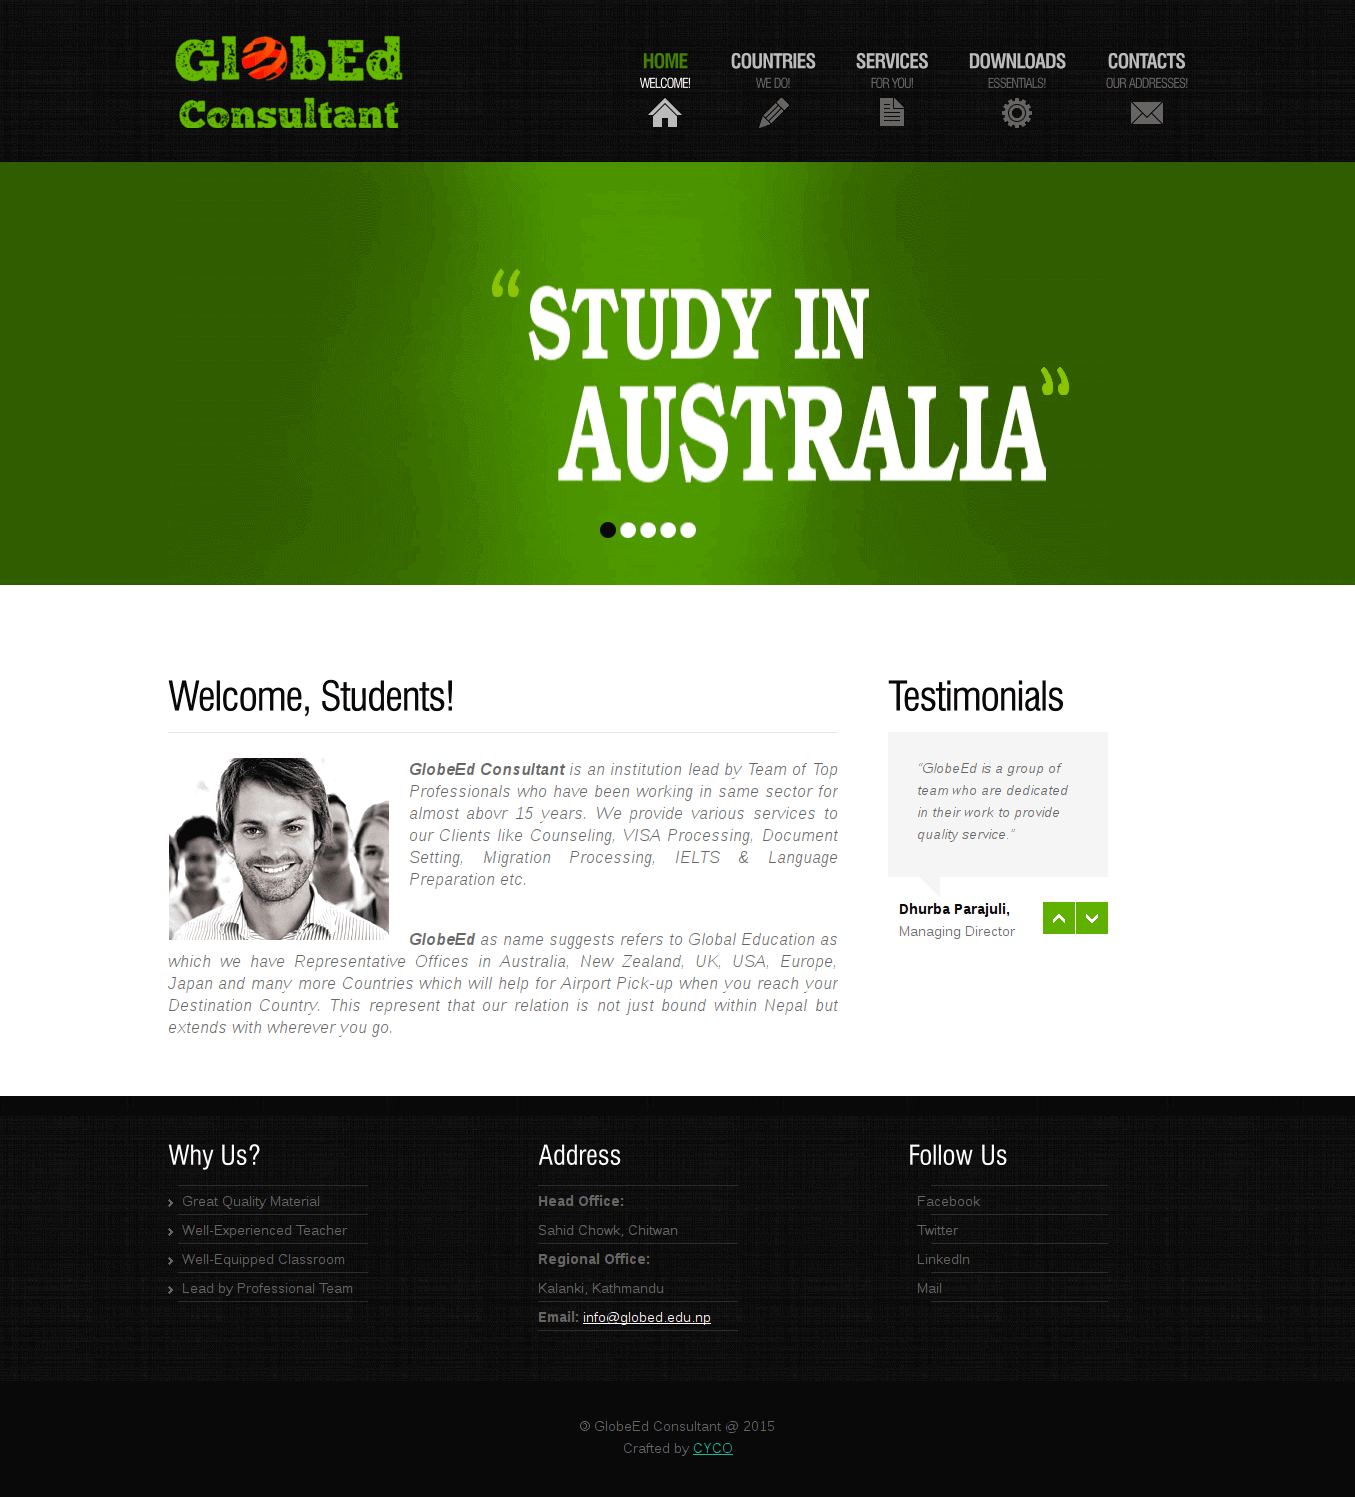 GlobEd
Consultant
HOME
WELCOME!
COUNTRIES
WE DO!
SERVICES
FOR YOU!
DOWNLOADS
ESSENTIALS!
CONTACTS
OUR ADDRESSES!
“STUDY IN
AUSTRALIA”
Welcome, Students!
GlobeEd Consultant is an institution lead by Team of Top
Professionals who have been working in same sector for
almost abovr 15 years. We provide various services to
our Clients like Counseling, VISA Processing, Document
Setting, Migration Processing, IELTS & Language
Preparation etc.
GlobeEd as name suggests refers to Global Education as
which we have Representative Offices in Australia, New Zealand, UK, USA, Europe,
Japan and many more Countries which will help for Airport Pick-up when you reach your
Destination Country. This represent that our relation is not just bound within Nepal but
extends with wherever you go.
Testimonials
“GlobeEd is a group of
team who are dedicated
in their work to provide
quality service.”
Dhurba Parajuli,
Managing Director
Why Us?
Great Quality Material
Well-Experienced Teacher
Well-Equipped Classroom
Lead by Professional Team
Address
Head Office:
Sahid Chowk, Chitwan
Regional Office:
Kalanki, Kathmandu
Email: info@globed.edu.np
Follow Us
Facebook
Twitter
LinkedIn
Mail
© GlobeEd Consultant @ 2015
Crafted by CYCO